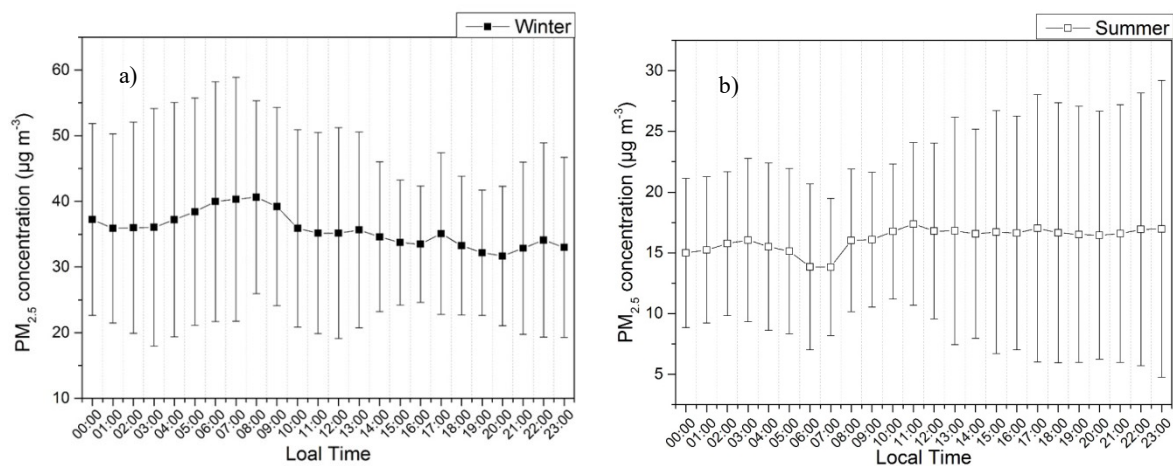 Winter
a)
PM2.5 concentration (µg m-3)
60
50
40
30
20
10
00:00 01:00 02:00 03:00 04:00 05:00 06:00 07:00 08:00 09:00 10:00 11:00 12:00 13:00 14:00 15:00 16:00 17:00 18:00 19:00 20:00 21:00 22:00 23:00
Loal Time
Summer
b)
PM2.5 concentration (µg m-3)
30
25
20
15
10
5
00:00 01:00 02:00 03:00 04:00 05:00 06:00 07:00 08:00 09:00 10:00 11:00 12:00 13:00 14:00 15:00 16:00 17:00 18:00 19:00 20:00 21:00 22:00 23:00
Local Time